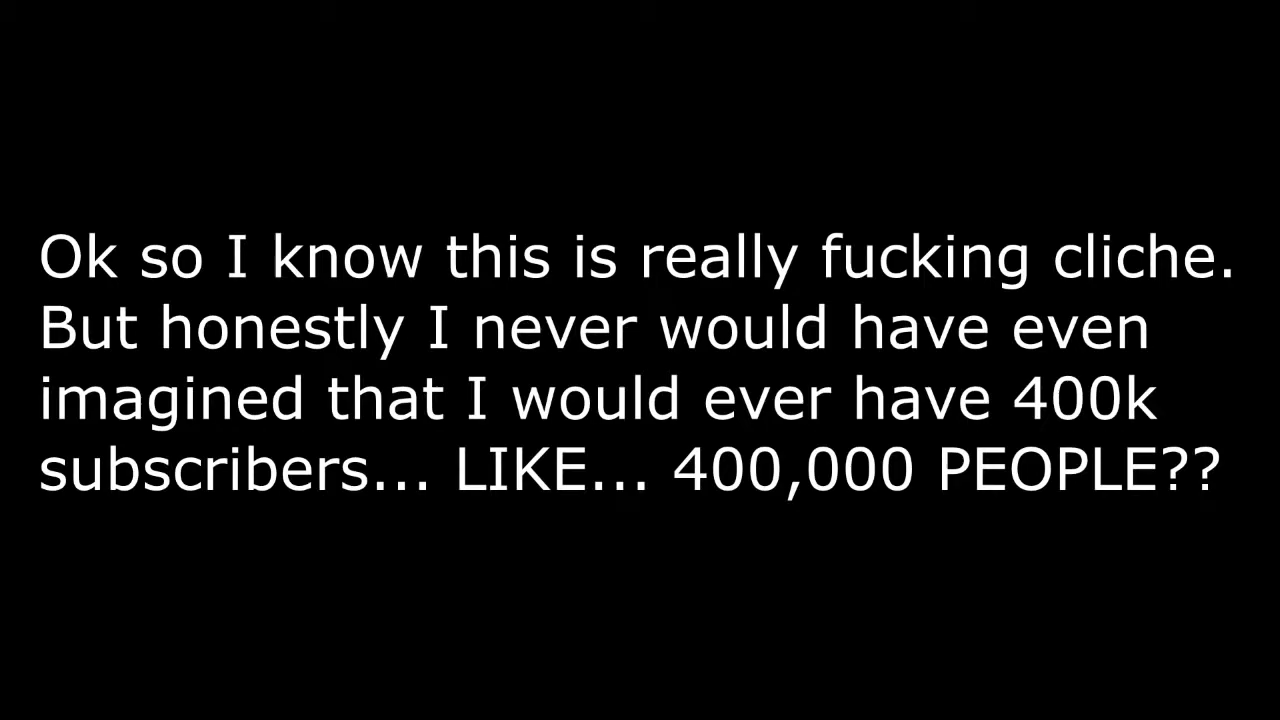 Ok so I know this is really fucking cliche.
But honestly I never would have even
imagined that I would ever have 400k
subscribers... LIKE... 400,000 PEOPLE??